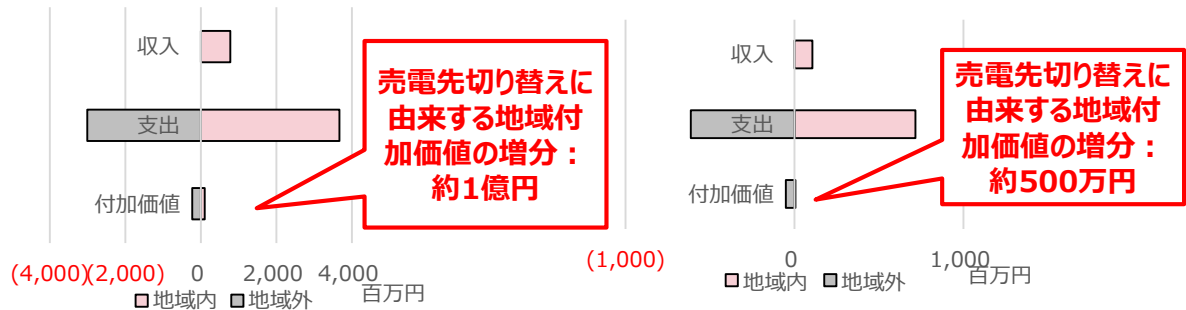 収入
支出
付加価値
売電先切り替えに
由来する地域付
加価値の増分：
約1億円
(4,000)(2,000) 0 2,000 4,000
百万円
■地域内 ■地域外
収入
支出
付加価値
売電先切り替えに
由来する地域付
加価値の増分：
約500万円
(1,000) 0 1,000
百万円
■地域内 ■地域外